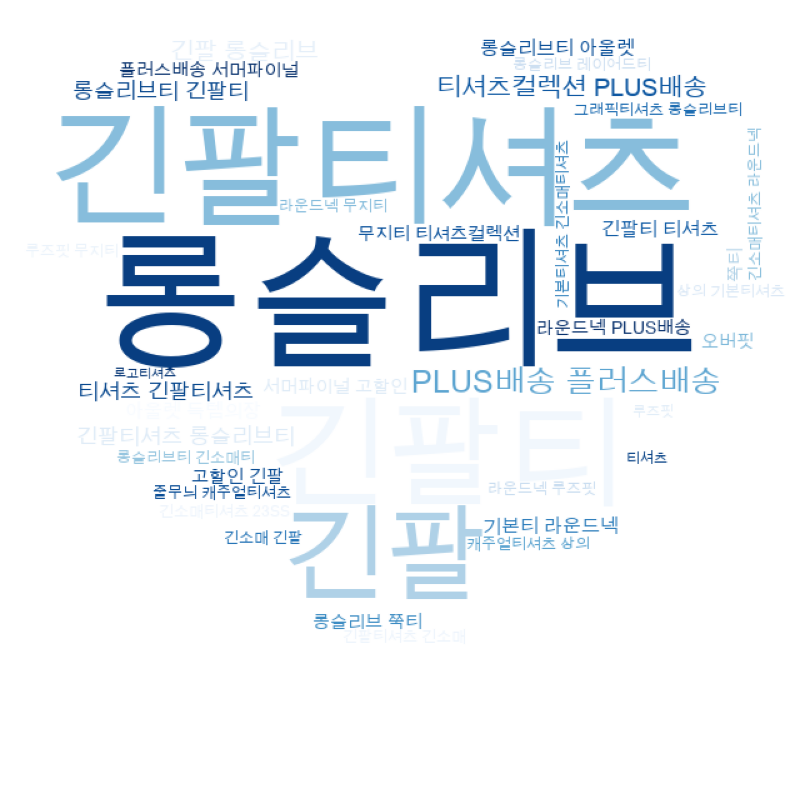 긴팔 롱슬리브
롱슬리브티 아울렛
롱슬리브 레이어드티
플러스배송 서머파이널
롱슬리브티 긴팔티
티셔츠컬렉션 PLUS배송
그래픽티셔츠 롱슬리브티
긴팔티셔츠
라운드넥 무지티
기본티셔츠 긴소매티셔츠
긴소매티셔츠 라운드넥
무지티 티셔츠컬렉션
긴팔티 티셔츠
루즈핏 무지티
쭉티
롱슬리브
상의 기본티셔츠
라운드넥 PLUS배송
오버핏
로고티셔츠
티셔츠 긴팔티셔츠
서머파이널 고할인
PLUS배송 플러스배송
긴팔티
루즈핏
긴팔티셔츠 롱슬리브티
롱슬리브티 긴소매티
티셔츠
고할인 긴팔
줄무늬 캐주얼티셔츠
라운드넥 루즈핏
긴소매티셔츠 23SS
긴팔
긴소매 긴팔
기본티 라운드넥
캐주얼티셔츠 상의
롱슬리브 쭉티
긴팔티셔츠 긴소매